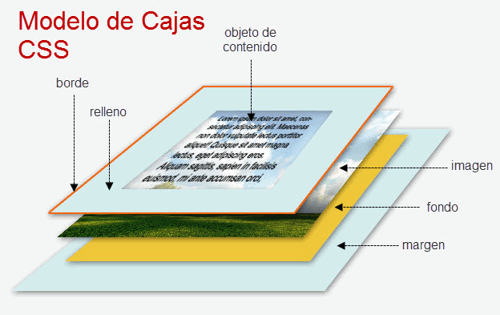 Modelo de Cajas
CSS
objeto de
contenido
borde
relleno
Lorem ipsum dolor sit amet, con-
sectetur adipiscing elit. Maecenas
non dolor vulputate lectus porttitor
aliquet. Quisque sit amet magna
lectus, eget adipiscing eros.
Aliquam sagittis, sapien in facilisis
euismod, mi ante accumsan orci,
imagen
fondo
margen